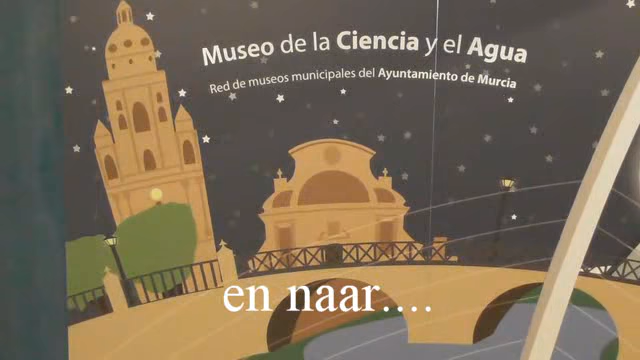 Museo de la Ciencia y el Agua
Red de museos municipales del Ayuntamiento de Murcia
en naar....